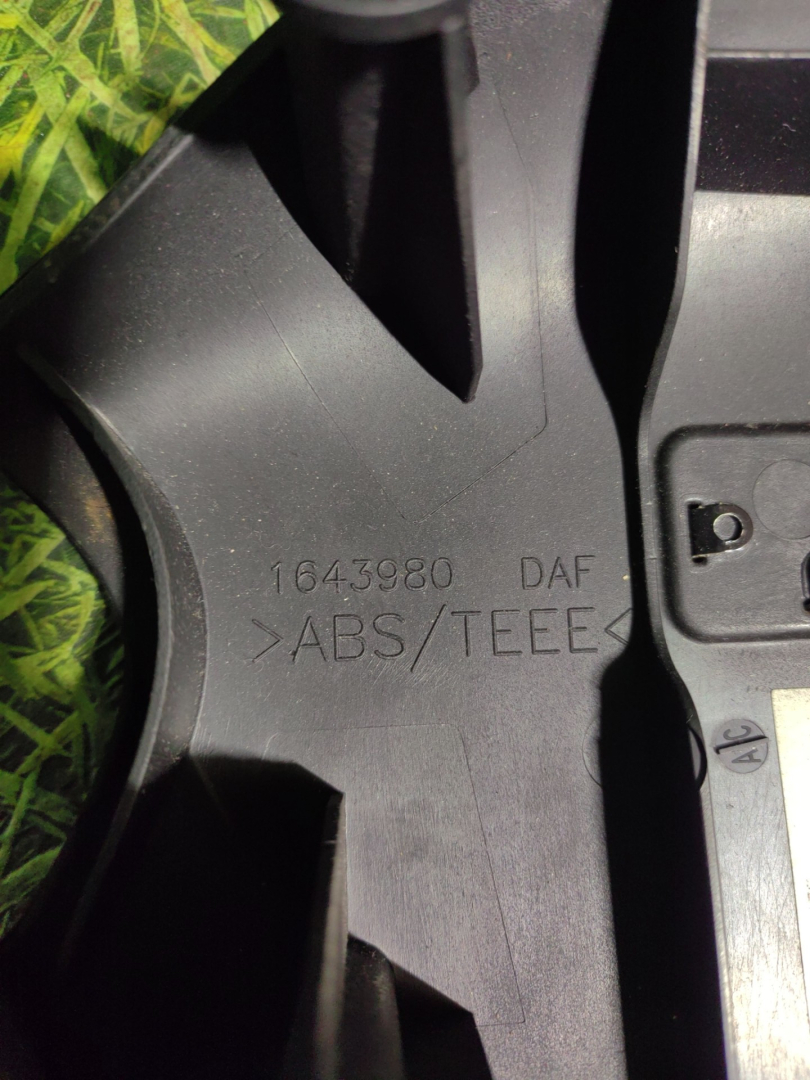 1643980 DAF
>ABS/TEEE<
A/C